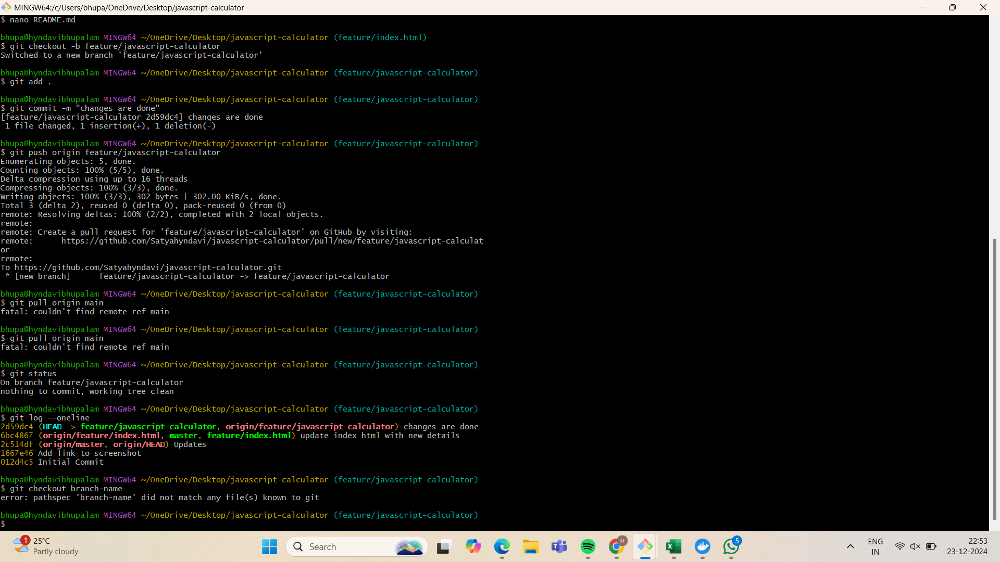 MINGW64:/c/Users/bhupa/OneDrive/Desktop/javascript-calculator
$ nano README.md
bhupa@hyndavibhupalam MINGW64 ~/OneDrive/Desktop/javascript-calculator (feature/index.html)
$ git checkout -b feature/javascript-calculator
Switched to a new branch 'feature/javascript-calculator'
bhupa@hyndavibhupalam MINGW64 ~/OneDrive/Desktop/javascript-calculator (feature/javascript-calculator)
$ git add .
bhupa@hyndavibhupalam MINGW64 ~/OneDrive/Desktop/javascript-calculator (feature/javascript-calculator)
$ git commit -m "changes are done"
[feature/javascript-calculator 2d59dc4] changes are done
1 file changed, 1 insertion(+), 1 deletion(-)
bhupa@hyndavibhupalam MINGW64 ~/OneDrive/Desktop/javascript-calculator (feature/javascript-calculator)
$ git push origin feature/javascript-calculator
Enumerating objects: 5, done.
Counting objects: 100% (5/5), done.
Delta compression using up to 16 threads
Compressing objects: 100% (3/3), done.
Writing objects: 100% (3/3), 302 bytes | 302.00 KiB/s, done.
Total 3 (delta 2), reused 0 (delta 0), pack-reused 0 (from 0)
remote: Resolving deltas: 100% (2/2), completed with 2 local objects.
remote:
remote: Create a pull request for 'feature/javascript-calculator' on GitHub by visiting:
remote:      https://github.com/Satyahyndavi/javascript-calculator/pull/new/feature/javascript-calculat
or
remote:
To https://github.com/Satyahyndavi/javascript-calculator.git
* [new branch]      feature/javascript-calculator -> feature/javascript-calculator
bhupa@hyndavibhupalam MINGW64 ~/OneDrive/Desktop/javascript-calculator (feature/javascript-calculator)
$ git pull origin main
fatal: couldn't find remote ref main
bhupa@hyndavibhupalam MINGW64 ~/OneDrive/Desktop/javascript-calculator (feature/javascript-calculator)
$ git pull origin main
fatal: couldn't find remote ref main
bhupa@hyndavibhupalam MINGW64 ~/OneDrive/Desktop/javascript-calculator (feature/javascript-calculator)
$ git status
On branch feature/javascript-calculator
nothing to commit, working tree clean
bhupa@hyndavibhupalam MINGW64 ~/OneDrive/Desktop/javascript-calculator (feature/javascript-calculator)
$ git log --oneline
2d59dc4 (HEAD -> feature/javascript-calculator, origin/feature/javascript-calculator) changes are done
6bc4867 (origin/feature/index.html, master, feature/index.html) update index html with new details
2c514df (origin/master, origin/HEAD) Updates
1667e46 Add link to screenshot
012d4c5 Initial Commit
bhupa@hyndavibhupalam MINGW64 ~/OneDrive/Desktop/javascript-calculator (feature/javascript-calculator)
$ git checkout branch-name
error: pathspec 'branch-name' did not match any file(s) known to git
bhupa@hyndavibhupalam MINGW64 ~/OneDrive/Desktop/javascript-calculator (feature/javascript-calculator)
$
1
25°C
Partly cloudy
Search
H
5
ENG
IN
22:53
23-12-2024